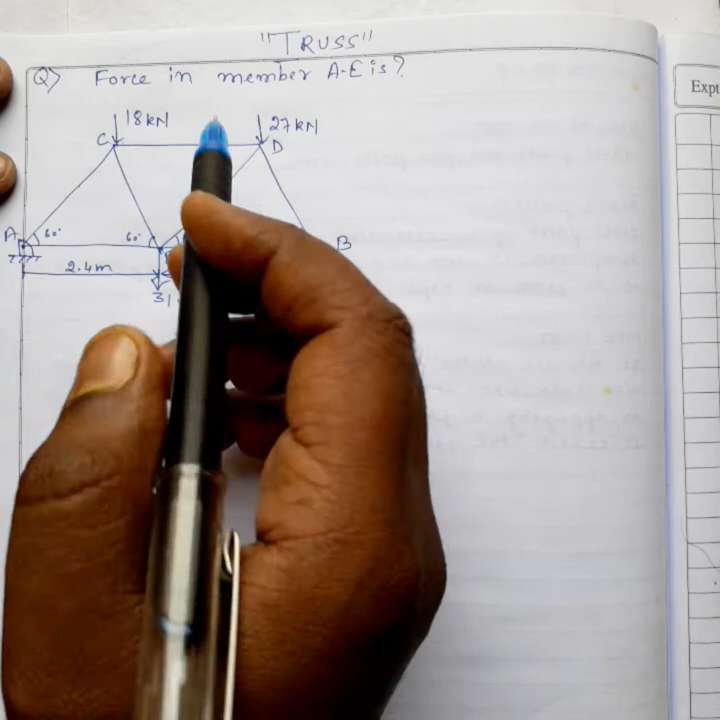 "TRUSS"
Q> Force in member A-E is?
18kN
27kN
C
D
A
60°
60°
B
2.4m
Expt